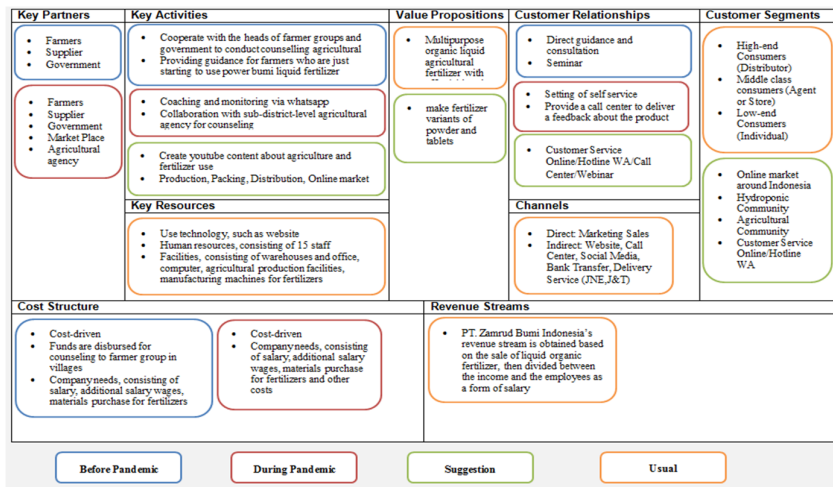 Key Partners
Farmers
Supplier
Government
Farmers
Supplier
Government
Market Place
Agricultural
agency
Key Activities
Cooperate with the heads of farmer groups and
government to conduct counselling agricultural
Providing guidance for farmers who are just
starting to use power bumi liquid fertilizer
Coaching and monitoring via whatsapp
Collaboration with sub-district-level agricultural
agency for counseling
Create youtube content about agriculture and
fertilizer use
Production, Packing, Distribution, Online market
Key Resources
Use technology, such as website
Human resources, consisting of 15 staff
Facilities, consisting of warehouses and office,
computer, agricultural production facilities,
manufacturing machines for fertilizers
Value Propositions
Multipurpose
organic liquid
agricultural
fertilizer with
make fertilizer
variants of
powder and
tablets
Customer Relationships
Direct guidance and
consultation
Seminar
Setting of self service
Provide a call center to deliver
a feedback about the product
Customer Service
Online/Hotline WA/Call
Center/Webinar
Channels
Direct: Marketing Sales
Indirect: Website, Call
Center, Social Media,
Bank Transfer, Delivery
Service (JNE,J&T)
Customer Segments
High-end
Consumers
(Distributor)
Middle class
consumers (Agent
or Store)
Low-end
Consumers
(Individual)
Online market
around Indonesia
Hydroponic
Community
Agricultural
Community
Customer Service
Online/Hotline
WA
Cost Structure
Cost-driven
Funds are disbursed for
counseling to farmer group in
villages
Company needs, consisting of
salary, additional salary wages,
materials purchase for fertilizers
Cost-driven
Company needs, consisting
of salary, additional salary
wages, materials purchase
for fertilizers and other
costs
Revenue Streams
PT. Zamrud Bumi Indonesia's
revenue stream is obtained based
on the sale of liquid organic
fertilizer, then divided between
the income and the employees as
a form of salary
Before Pandemic
During Pandemic
Suggestion
Usual